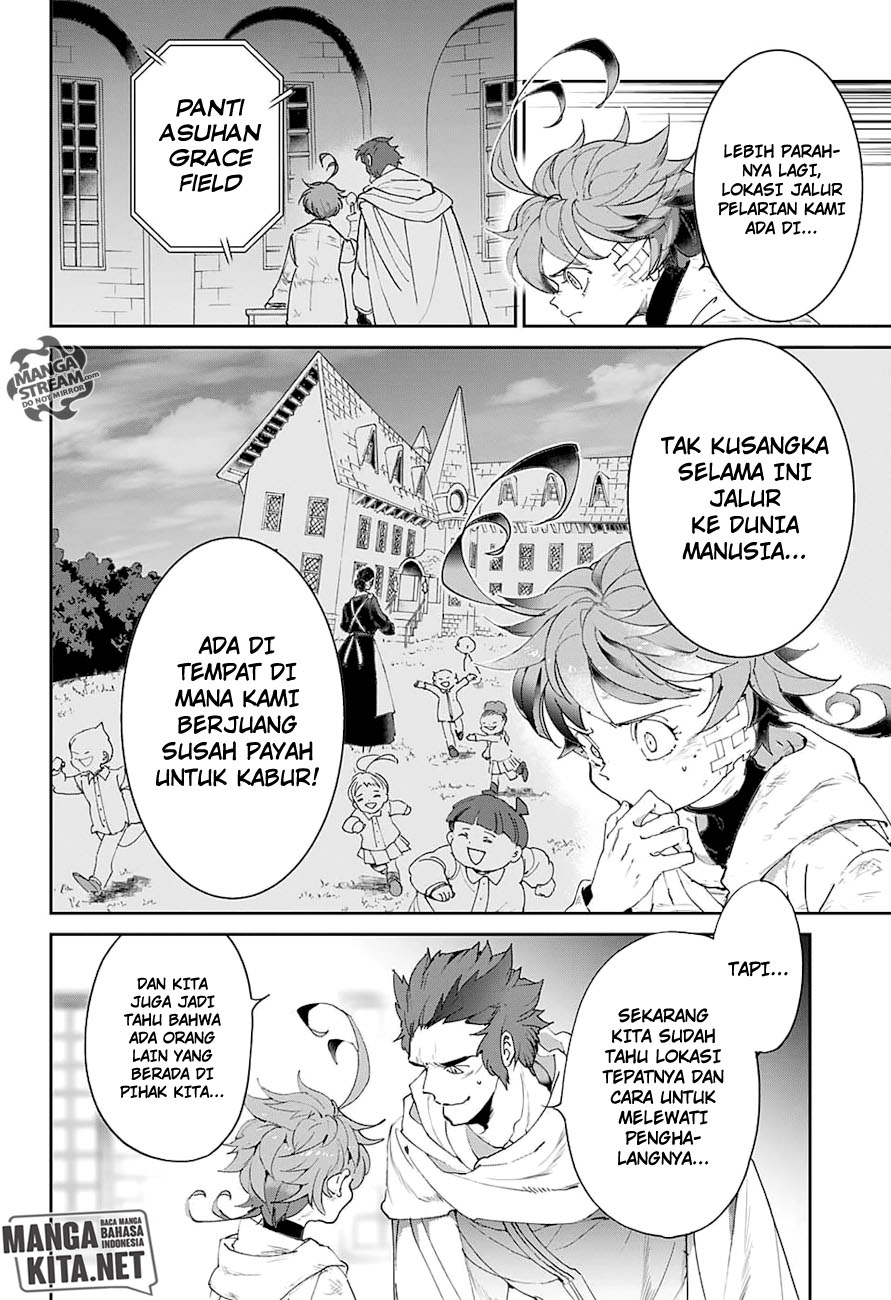 LEBIH PARAH-
NYA LAGI,
LOKASI JALUR
PELARIAN KAMI
ADA DI...
PANTI
ASUHAN
GRACE
FIELD
TAK KUSANGKA
SELAMA INI
JALUR
KE DUNIA
MANUSIA...
ADA DI
TEMPAT DI
MANA KAMI
BERJUANG
SUSAH PAYAH
UNTUK KABUR!
TAPI...
SEKARANG
KITA SUDAH
TAHU LOKASI
TEPATNYA DAN
CARA UNTUK
MELEWATI
PENGHA-
LANGNYA...
DAN KITA
JUGA JADI
TAHU BAHWA
ADA ORANG
LAIN YANG
BERADA DI
PIHAK KITA...
MANGA
STREAM.com
DO NOT MIRROR
MANGA
KITA.NET
BACA MANGA
BAHASA
INDONESIA